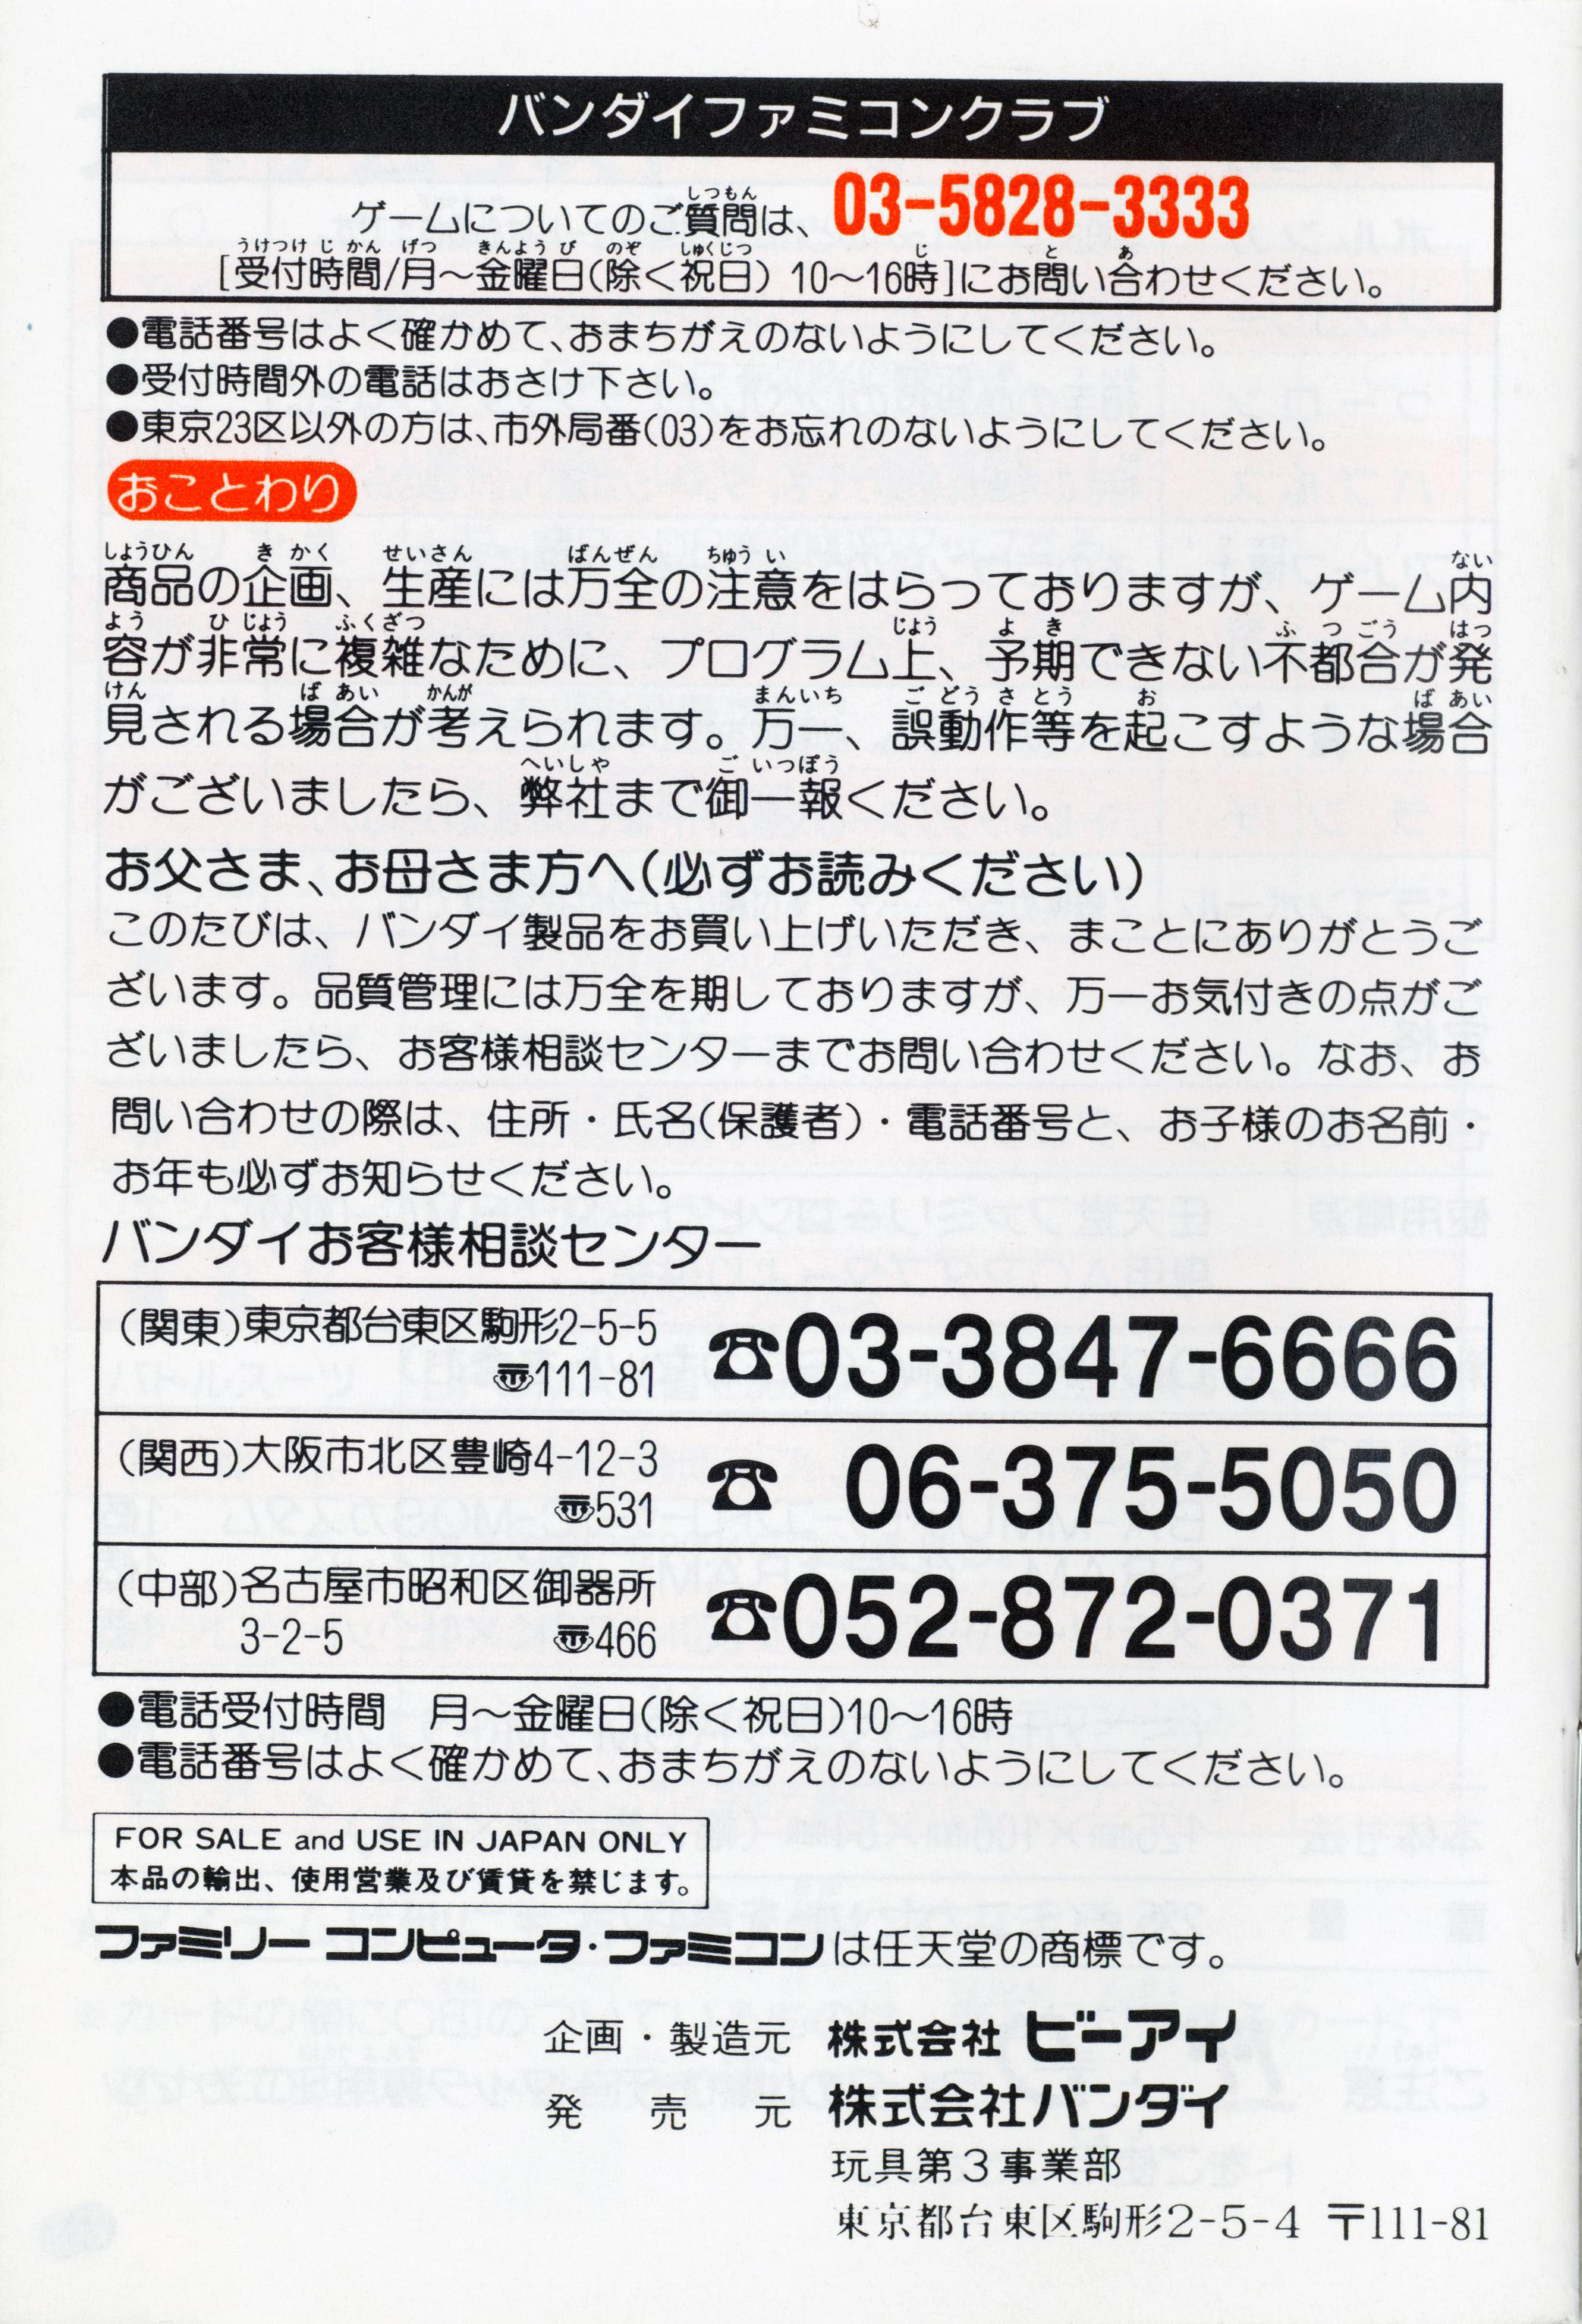 バンダイファミコンクラブ
ゲームについてのご質問は、03-5828-3333
[受付時間/月～金曜日(除く祝日) 10～16時]にお問い合わせください。
●電話番号はよく確かめて、おまちがえのないようにしてください。
●受付時間外の電話はおさけ下さい。
●東京23区以外の方は、市外局番(03)をお忘れのないようにしてください。
おことわり
商品の企画、生産には万全の注意をはらっておりますが、ゲーム内
容が非常に複雑なために、プログラム上、予期できない不都合が発
見される場合が考えられます。万一、誤動作等を起こすような場合
がございましたら、弊社まで御一報ください。
お父さま、お母さま方へ(必ずお読みください)
このたびは、バンダイ製品をお買い上げいただき、まことにありがとうご
ざいます。品質管理には万全を期しておりますが、万一お気付きの点がご
ざいましたら、お客様相談センターまでお問い合わせください。なお、お
問い合わせの際は、住所・氏名(保護者)・電話番号と、お子様のお名前・
お年も必ずお知らせください。
バンダイお客様相談センター
(関東)東京都台東区駒形2-5-5
〠111-81
☎03-3847-6666
(関西)大阪市北区豊崎4-12-3
〠531
☎ 06-375-5050
(中部)名古屋市昭和区御器所
3-2-5 〠466
☎052-872-0371
●電話受付時間 月～金曜日(除く祝日)10～16時
●電話番号はよく確かめて、おまちがえのないようにしてください。
FOR SALE and USE IN JAPAN ONLY
本品の輸出、使用営業及び賃貸を禁じます。
ファミリー コンピュータ・ファミコンは任天堂の商標です。
企画・製造元 株式会社 ビーアイ
発売元 株式会社バンダイ
玩具第3事業部
東京都台東区駒形2-5-4 〒111-81